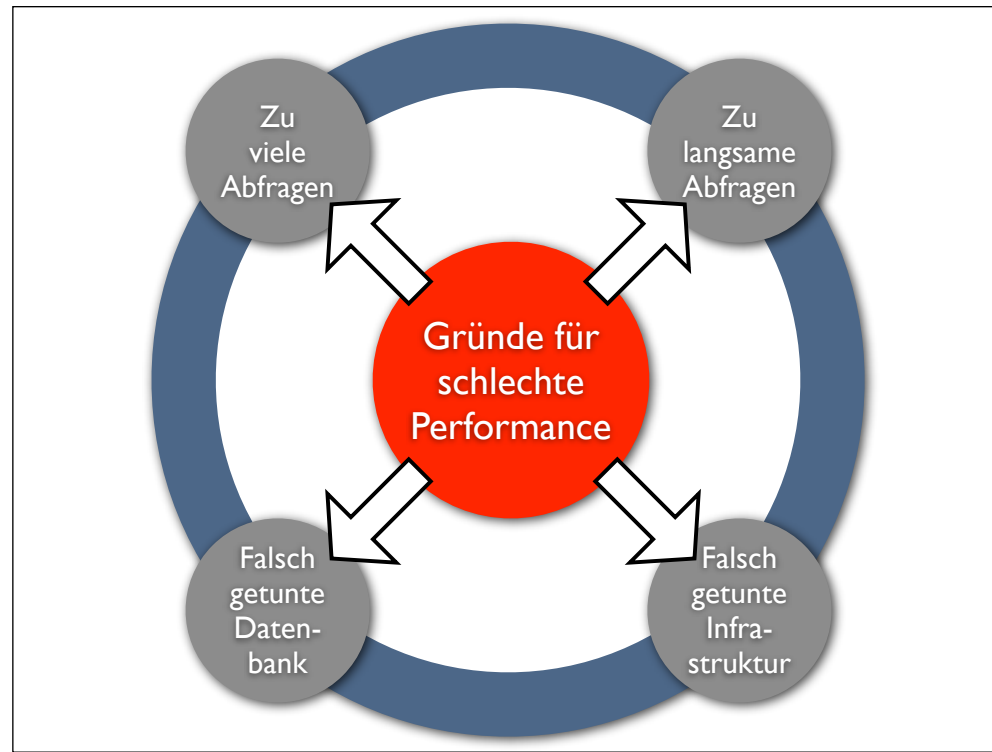 Zu
viele
Abfragen
Zu
langsame
Abfragen
Gründe für
schlechte
Performance
Falsch
getunte
Daten-
bank
Falsch
getunte
Infra-
struktur